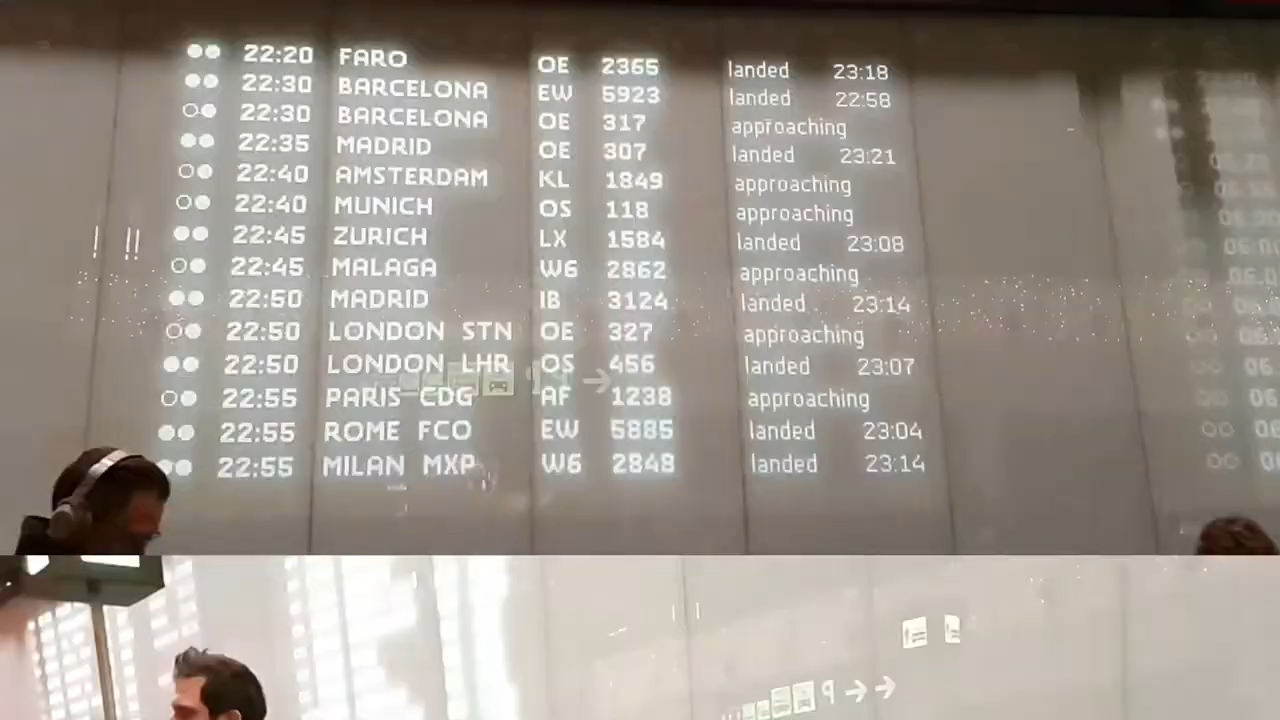 22:20 FARO OE 2365 landed 23:18
22:30 BARCELONA EW 5923 landed 22:58
22:30 BARCELONA OE 317 approaching
22:35 MADRID OE 307 landed 23:21
22:40 AMSTERDAM KL 1849 approaching
22:40 MUNICH OS 118 approaching
22:45 ZURICH LX 1584 landed 23:08
22:45 MALAGA W6 2862 approaching
22:50 MADRID IB 3124 landed 23:14
22:50 LONDON STN OE 327 approaching
22:50 LONDON LHR OS 456 landed 23:07
22:55 PARIS CDG AF 1238 approaching
22:55 ROME FCO EW 5885 landed 23:04
22:55 MILAN MXP W6 2848 landed 23:14